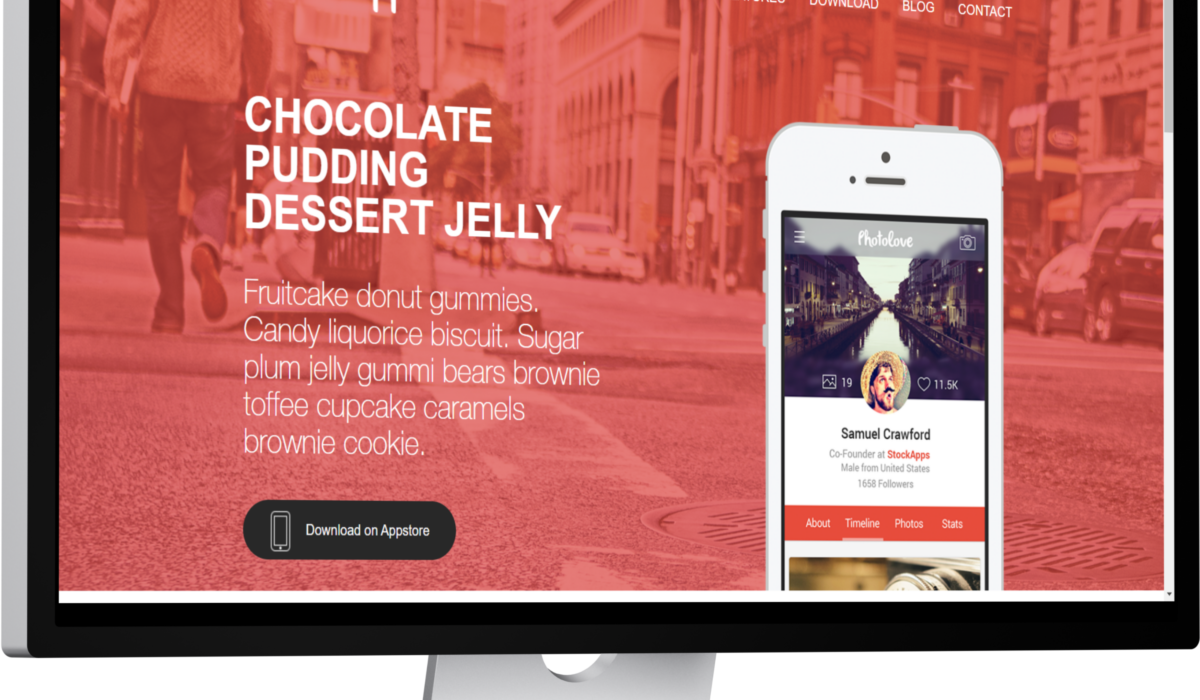 DOWNLOAD
BLOG
CONTACT
CHOCOLATE
PUDDING
DESSERT JELLY
Fruitcake donut gummies.
Candy liquorice biscuit. Sugar
plum jelly gummi bears brownie
toffee cupcake caramels
brownie cookie.
Download on Appstore
Photolove
19
11.5K
Samuel Crawford
Co-Founder at StockApps
Male from United States
1658 Followers
About Timeline Photos Stats